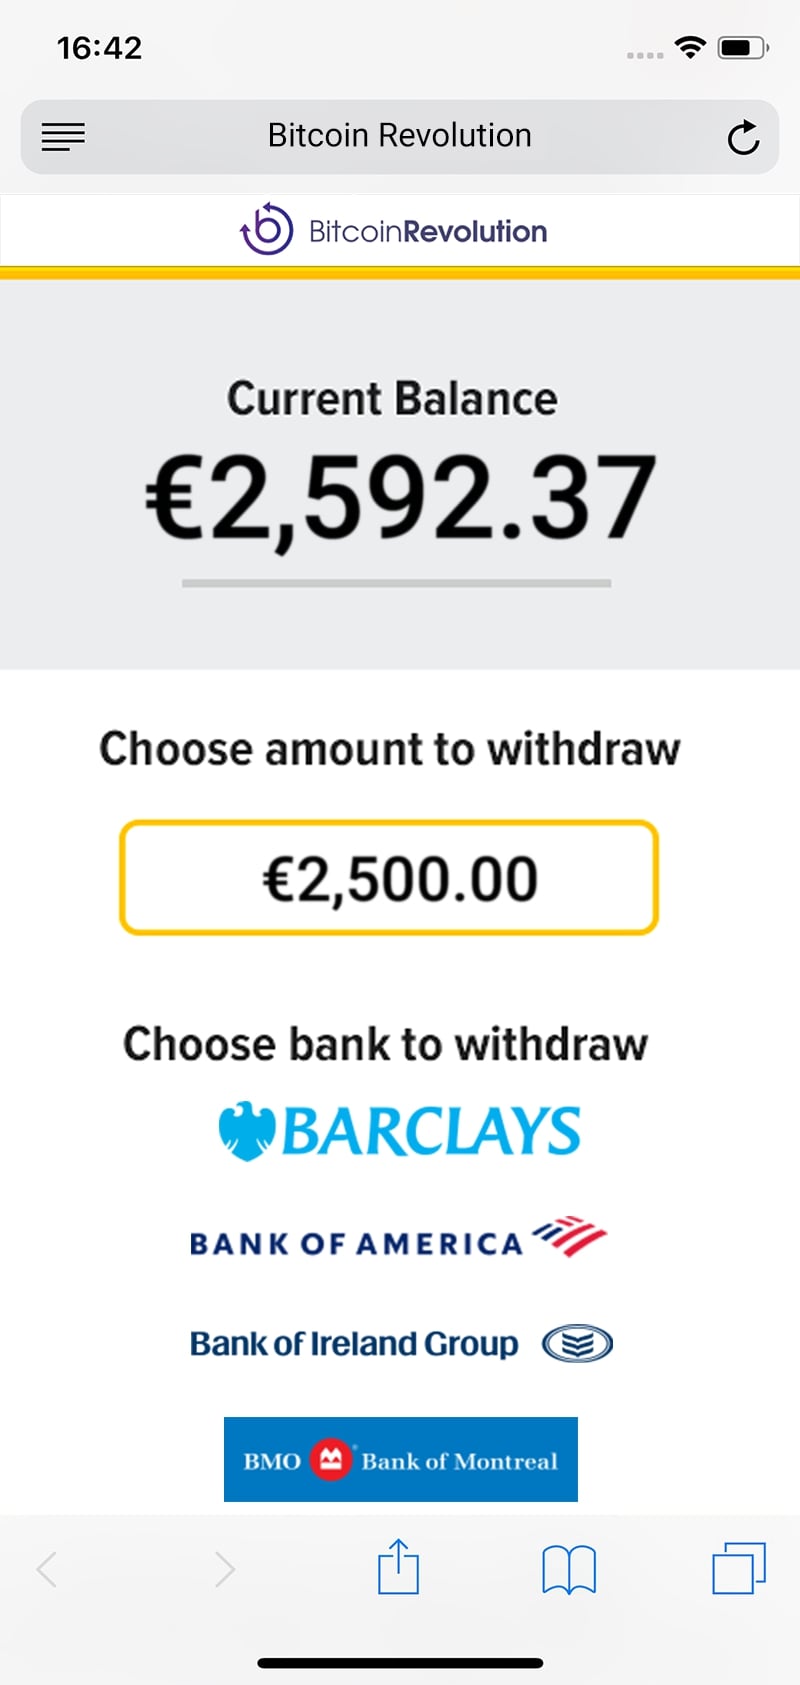 16:42
Bitcoin Revolution
BitcoinRevolution
Current Balance
€2,592.37
Choose amount to withdraw
€2,500.00
Choose bank to withdraw
BARCLAYS
BANK OF AMERICA
Bank of Ireland Group
BMO Bank of Montreal